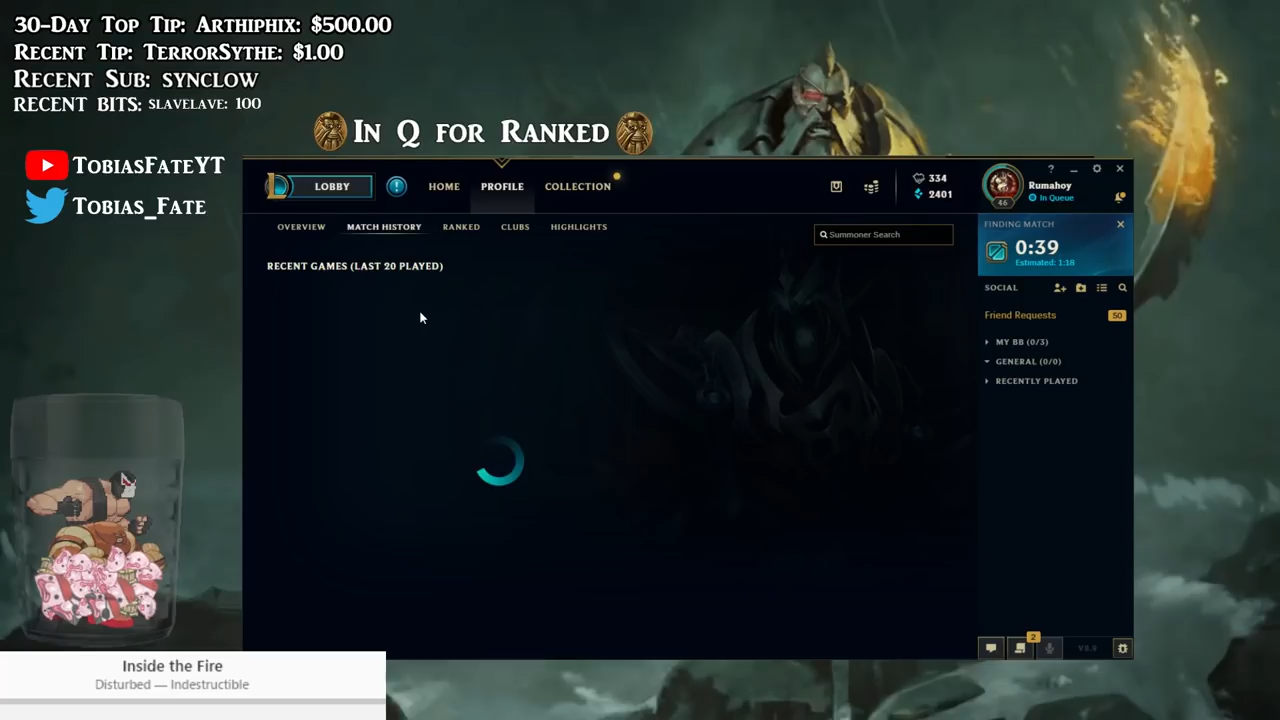 30-Day Top Tip: Arthiphix: $500.00
Recent Tip: TerrorSythe: $1.00
Recent Sub: synclow
RECENT BITS: SLAVELAVE: 100
TobiasFateYT
Tobias_Fate
In Q for Ranked
LOBBY
HOME
PROFILE
COLLECTION
334
2401
46
Rumahoy
In Queue
OVERVIEW
MATCH HISTORY
RANKED
CLUBS
HIGHLIGHTS
Summoner Search
RECENT GAMES (LAST 20 PLAYED)
FINDING MATCH
0:39
Estimated: 1:18
SOCIAL
Friend Requests
50
MY BB (0/3)
GENERAL (0/0)
RECENTLY PLAYED
2
V8.9
Inside the Fire
Disturbed — Indestructible